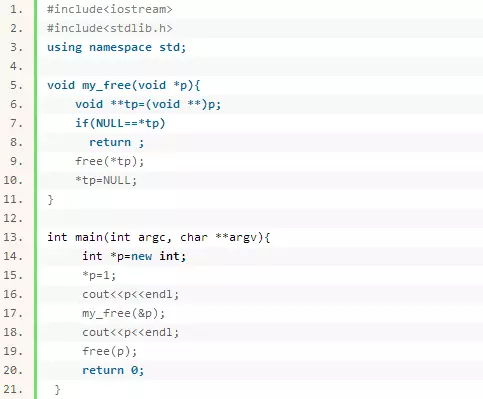 1. #include<iostream>
2. #include<stdlib.h>
3. using namespace std;
4.
5. void my_free(void *p){
6.     void **tp=(void **)p;
7.     if(NULL==*tp)
8.       return ;
9.     free(*tp);
10.     *tp=NULL;
11. }
12.
13. int main(int argc, char **argv){
14.      int *p=new int;
15.      *p=1;
16.      cout<<p<<endl;
17.      my_free(&p);
18.      cout<<p<<endl;
19.      free(p);
20.      return 0;
21.  }